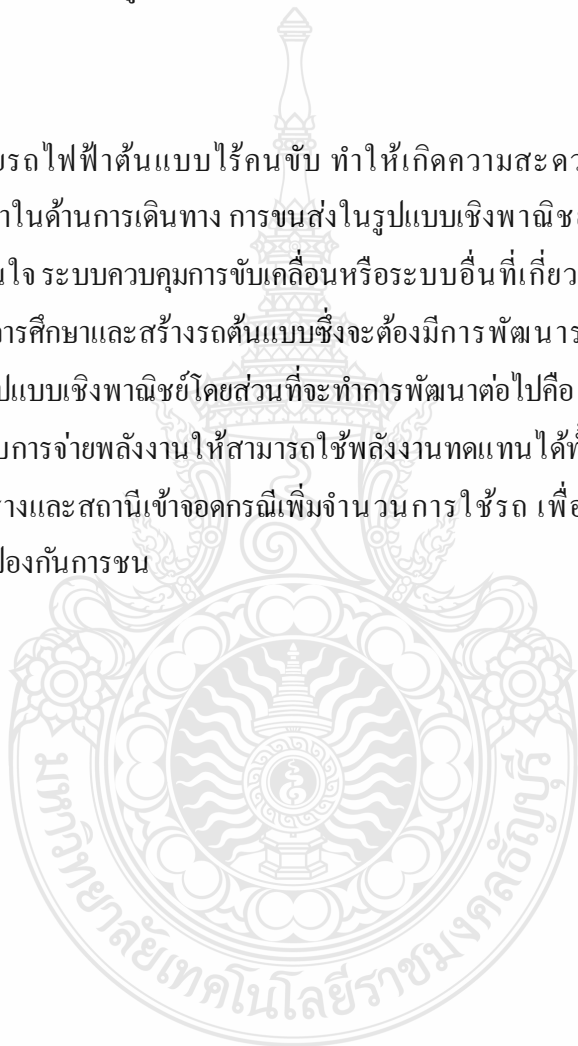 รถไฟฟ้าต้นแบบไร้คนขับ ทำให้เกิดความสะดว
าในด้านการเดินทาง การขนส่งในรูปแบบเชิงพาณิช
นใจ ระบบควบคุมการขับเคลื่อนหรือระบบอื่นที่เกี่ยว
การศึกษาและสร้างรถต้นแบบซึ่งจะต้องมีการพัฒนาร
ปแบบเชิงพาณิชย์โดยส่วนที่จะทำการพัฒนาต่อไปคือ
บการจ่ายพลังงานให้สามารถใช้พลังงานทดแทนได้ทั้
รางและสถานีเข้าจอดกรณีเพิ่มจำนวนการใช้รถ เพื่อ
ป้องกันการชน
มหาวิทยาลัยเทคโนโลยีราชมงคลธัญบุรี